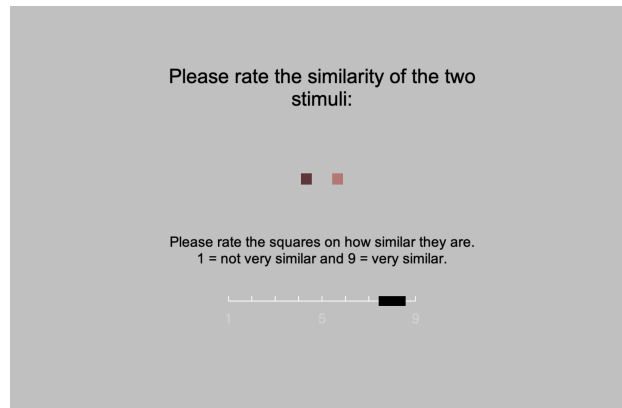 Please rate the similarity of the two
stimuli:
Please rate the squares on how similar they are.
1 = not very similar and 9 = very similar.
1 5 9